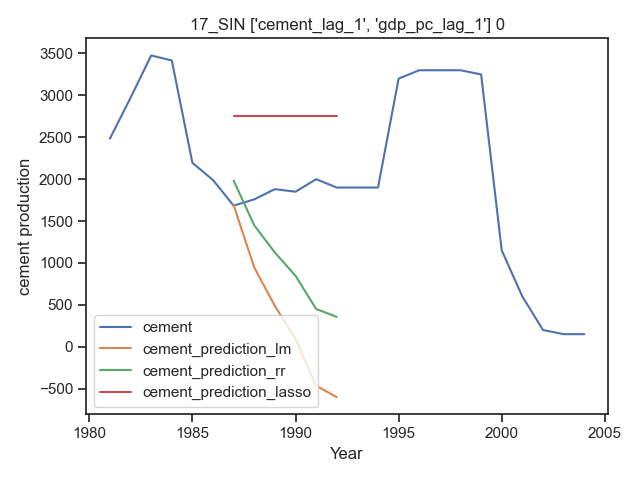 17_SIN ['cement_lag_1', 'gdp_pc_lag_1'] 0
3500
3000
2500
2000
1500
1000
500
0
−500
cement production
cement
cement_prediction_lm
cement_prediction_rr
cement_prediction_lasso
1980
1985
1990
1995
2000
2005
Year